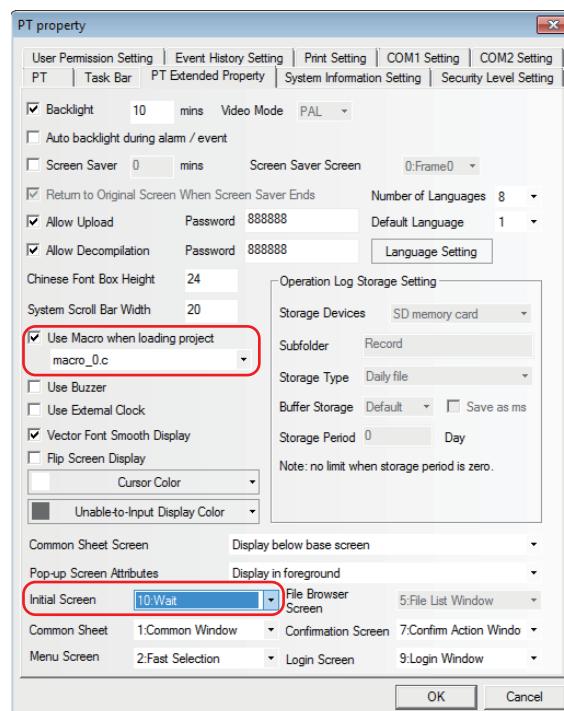 PT property
User Permission Setting Event History Setting Print Setting COM1 Setting COM2 Setting
PT Task Bar PT Extended Property System Information Setting Security Level Setting
Backlight 10 mins Video Mode PAL
Auto backlight during alarm / event
Screen Saver 0 mins Screen Saver Screen 0:Frame0
Return to Original Screen When Screen Saver Ends Number of Languages 8
Allow Upload Password 888888 Default Language 1
Allow Decompilation Password 888888 Language Setting
Chinese Font Box Height 24 Operation Log Storage Setting
System Scroll Bar Width 20 Storage Devices SD memory card
Use Macro when loading project Subfolder Record
macro_0.c
Storage Type Daily file
Use Buzzer
Use External Clock Buffer Storage Default Save as ms
Vector Font Smooth Display Storage Period 0 Day
Flip Screen Display Note: no limit when storage period is zero.
Cursor Color
Unable-to-Input Display Color
Common Sheet Screen Display below base screen
Pop-up Screen Attributes Display in foreground
Initial Screen 10:Wait File Browser Screen 5:File List Window
Common Sheet 1:Common Window Confirmation Screen 7:Confirm Action Windo
Menu Screen 2:Fast Selection Login Screen 9:Login Window
OK Cancel